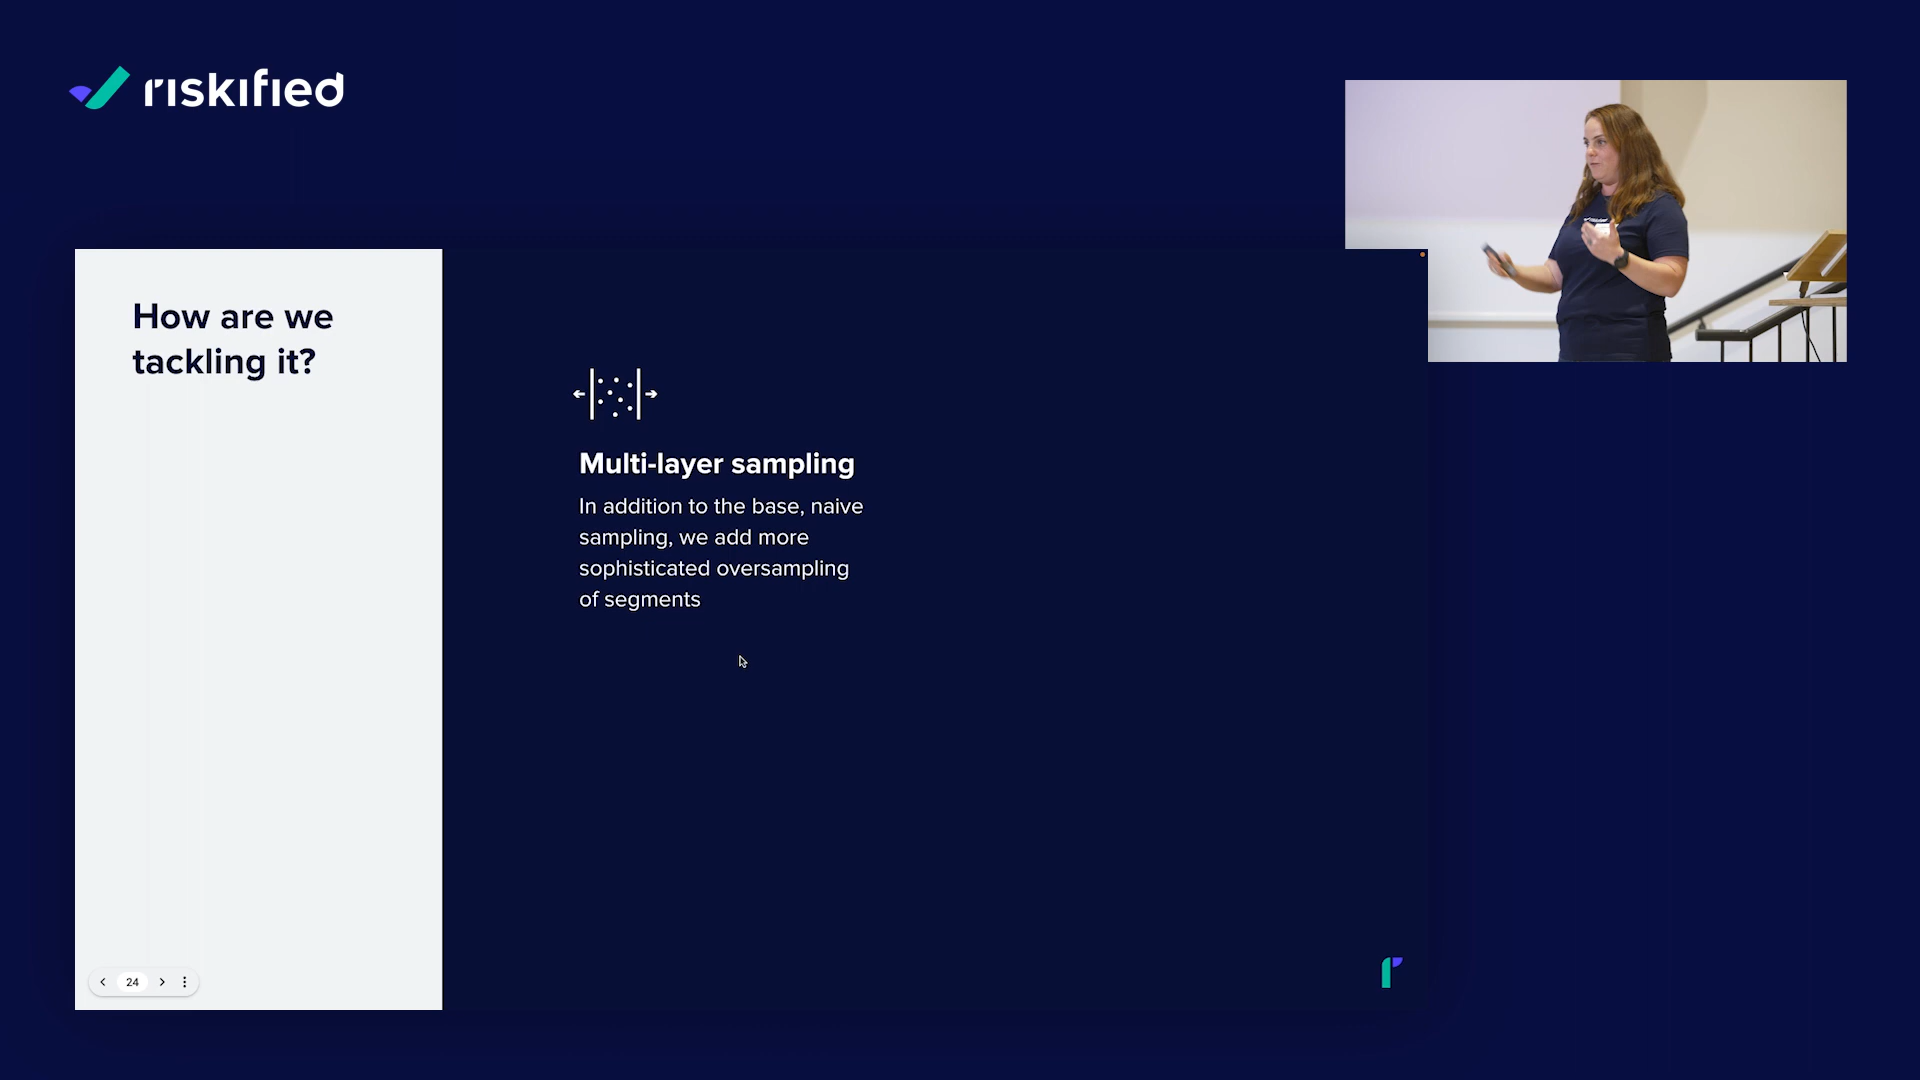 riskified
How are we
tackling it?
Multi-layer sampling
In addition to the base, naive
sampling, we add more
sophisticated oversampling
of segments
24